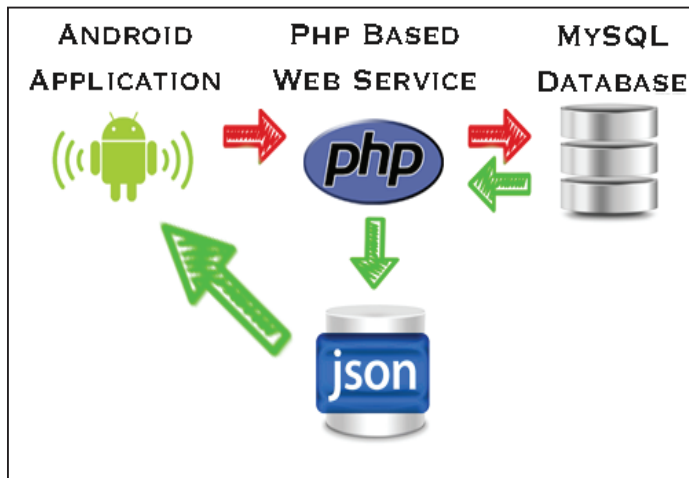 ANDROID
APPLICATION
PHP BASED
WEB SERVICE
MYSQL
DATABASE
php
json